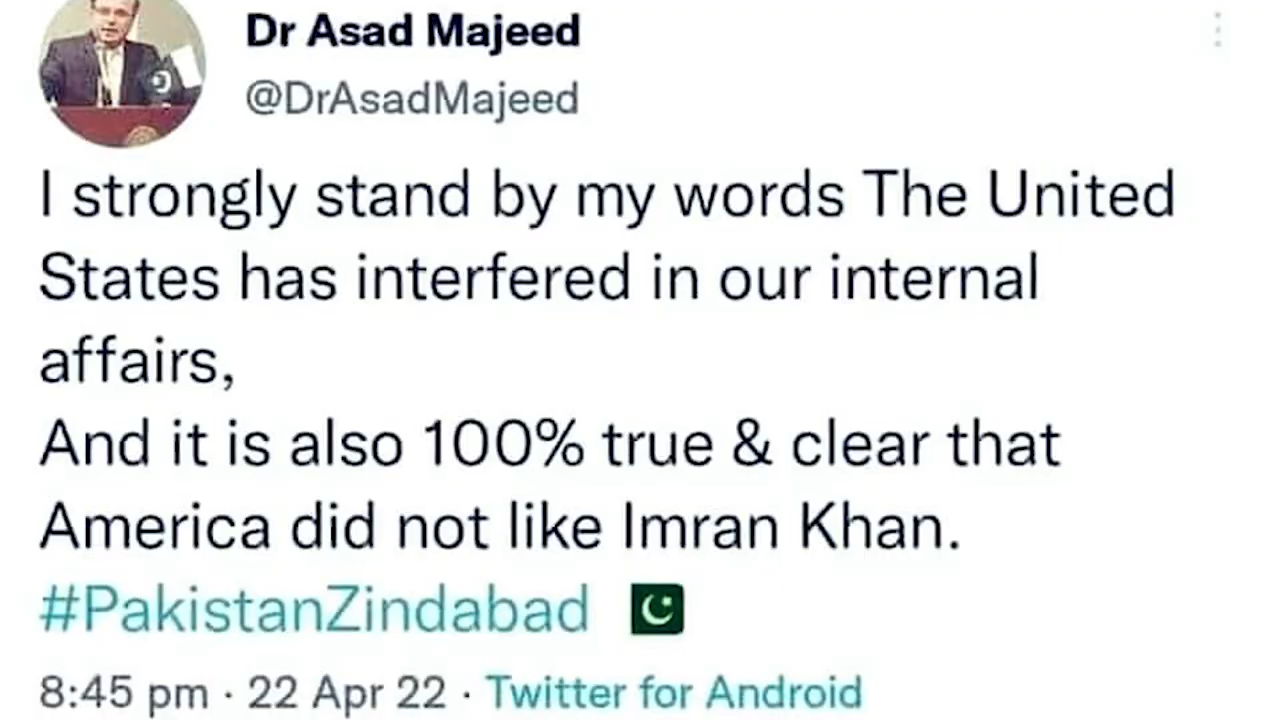 Dr Asad Majeed
@DrAsadMajeed
I strongly stand by my words The United
States has interfered in our internal
affairs,
And it is also 100% true & clear that
America did not like Imran Khan.
#PakistanZindabad 🇵🇰
8:45 pm · 22 Apr 22 · Twitter for Android